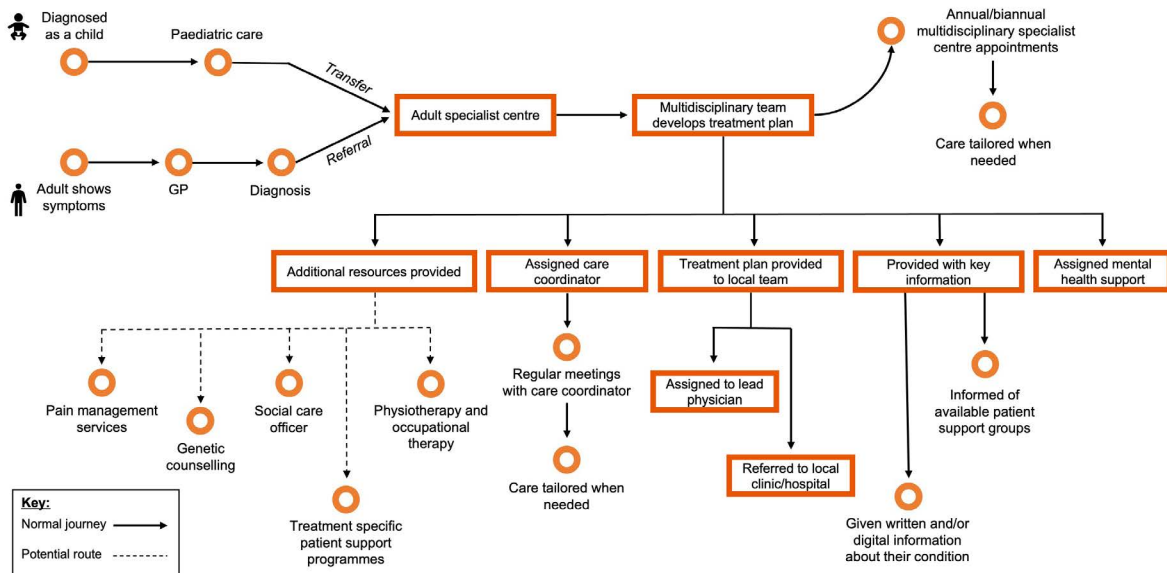 Diagnosed
as a child
Paediatric care
Transfer
Annual/biannual
multidisciplinary specialist
centre appointments
Adult specialist centre
Multidisciplinary team
develops treatment plan
Care tailored when
needed
Referral
Adult shows
symptoms
GP
Diagnosis
Additional resources provided
Assigned care
coordinator
Treatment plan provided
to local team
Provided with key
information
Assigned mental
health support
Pain management
services
Genetic
counselling
Social care
officer
Treatment specific
patient support
programmes
Physiotherapy and
occupational
therapy
Regular meetings
with care coordinator
Care tailored when
needed
Assigned to lead
physician
Referred to local
clinic/hospital
Given written and/or
digital information
about their condition
Informed of
available patient
support groups
Key:
Normal journey
Potential route